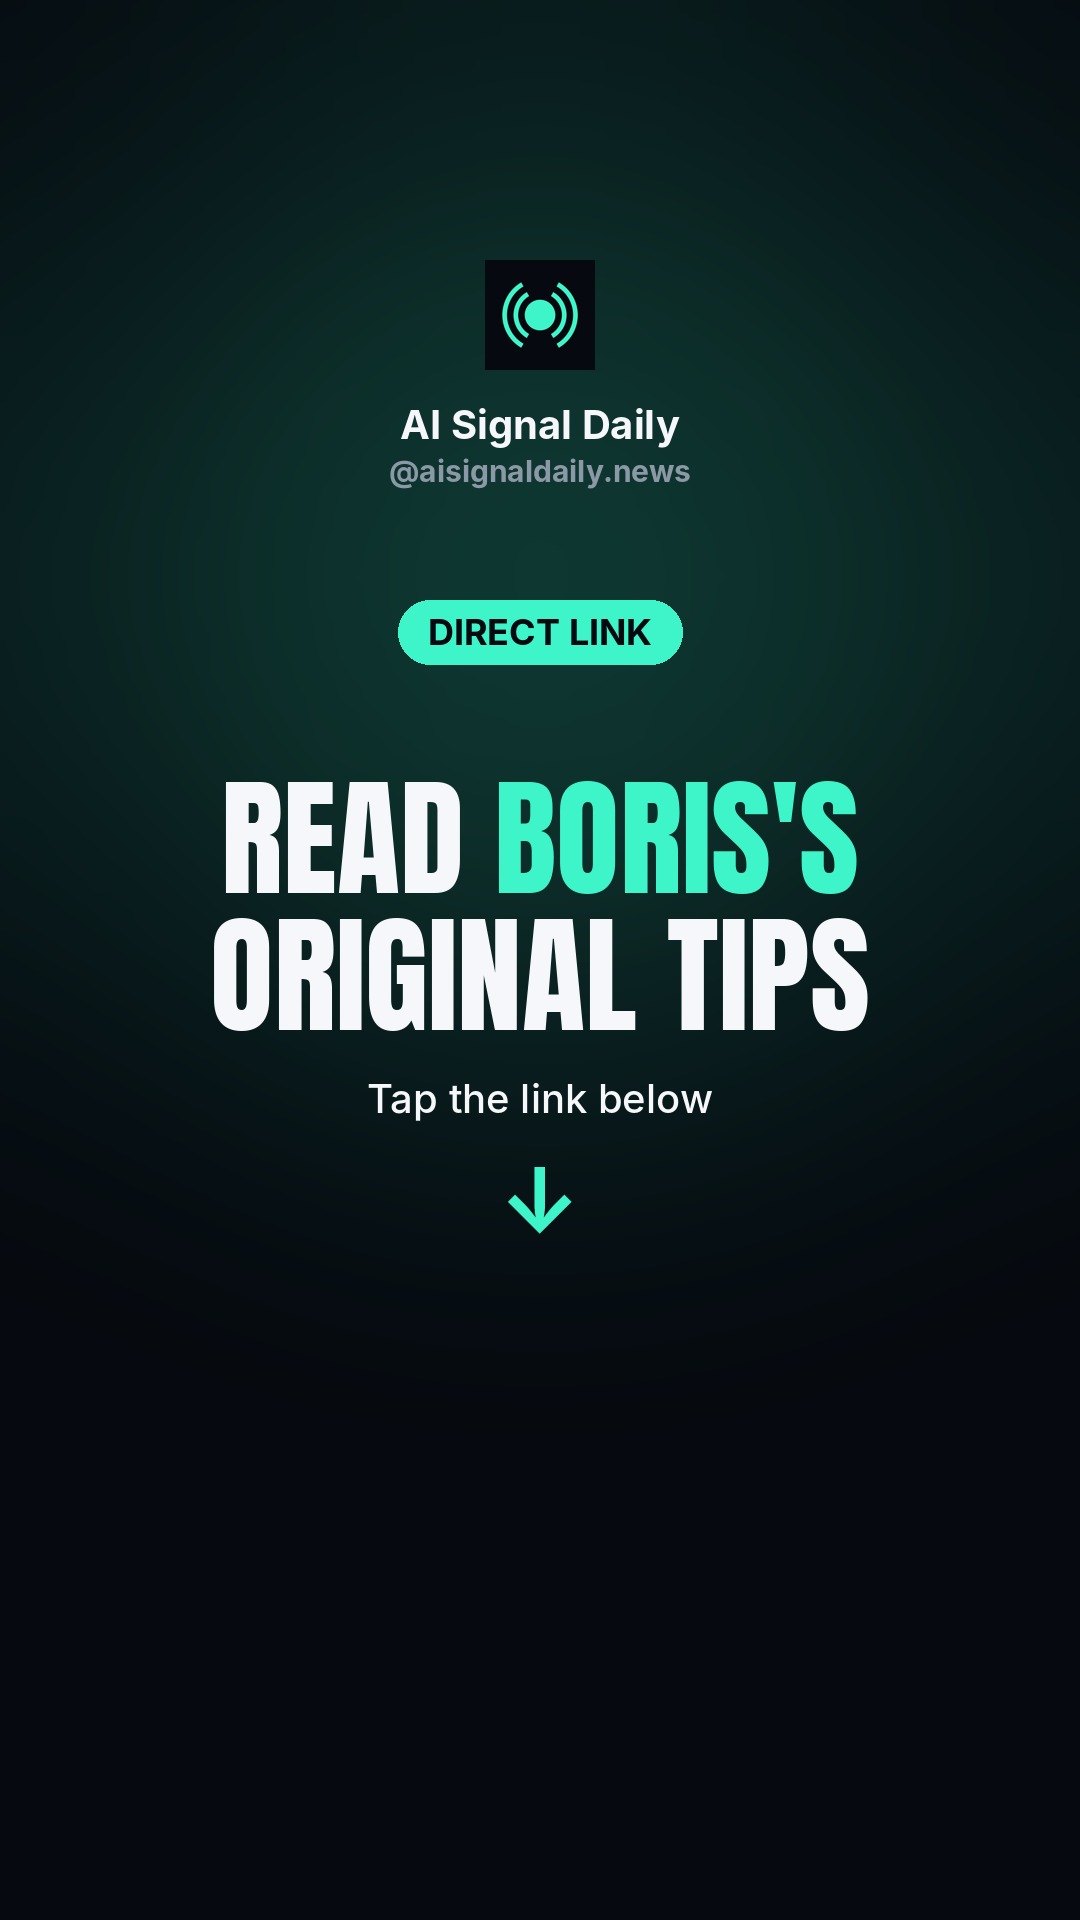 AI Signal Daily
@aisignaldaily.news
DIRECT LINK
READ BORIS'S
ORIGINAL TIPS
Tap the link below